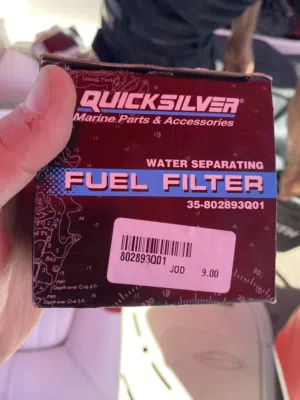 QUICKSILVER®
Marine Parts & Accessories
WATER SEPARATING
FUEL FILTER
35-802893Q01
802893Q01
JOD 9.00